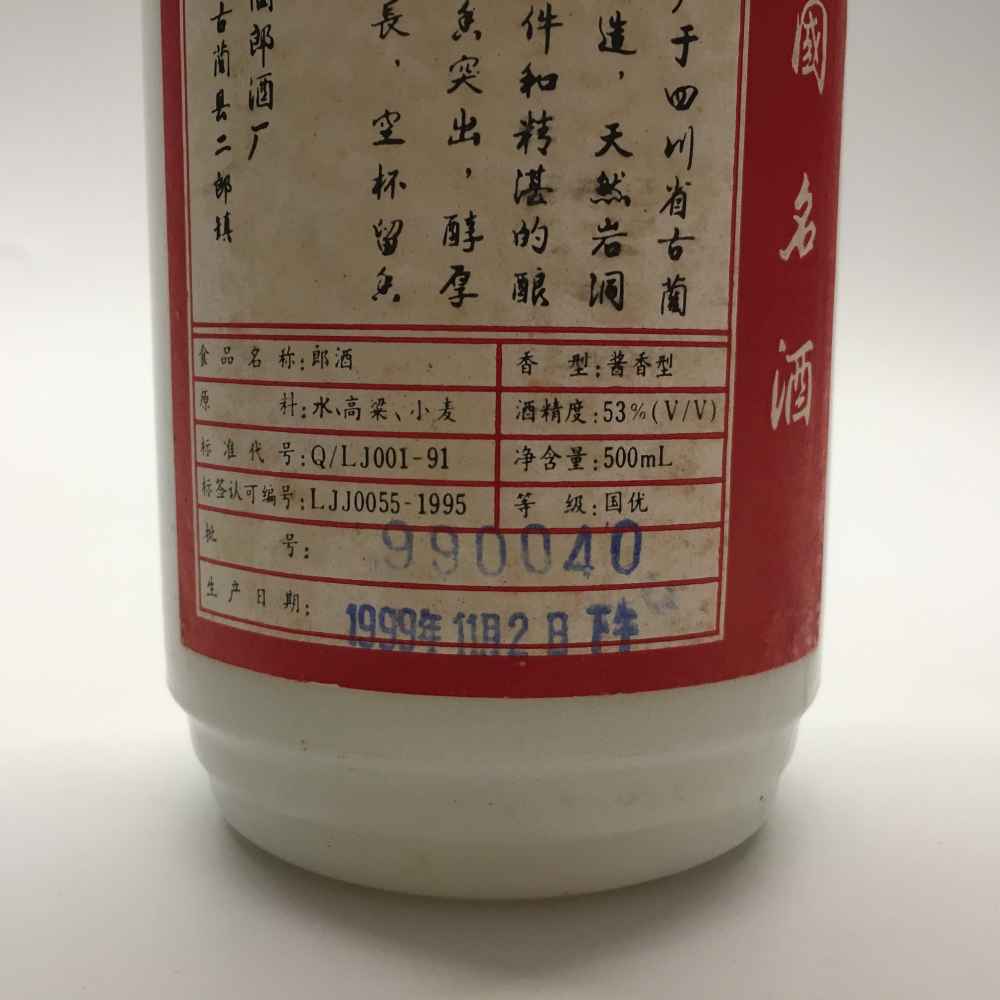 國名酒
于四川省古蔺
造，天然岩洞
件和精湛的酿
突出，醇厚
長，空杯留香
郎酒厂
古蔺县二郎镇
食品名称：郎酒
香型：酱香型
原料：水、高粱、小麦
酒精度：53%(V/V)
标准代号：Q/LJ001-91
净含量：500mL
标签认可编号：LJJ0055-1995
等级：国优
批号：990040
生产日期：1999年11月2日下午